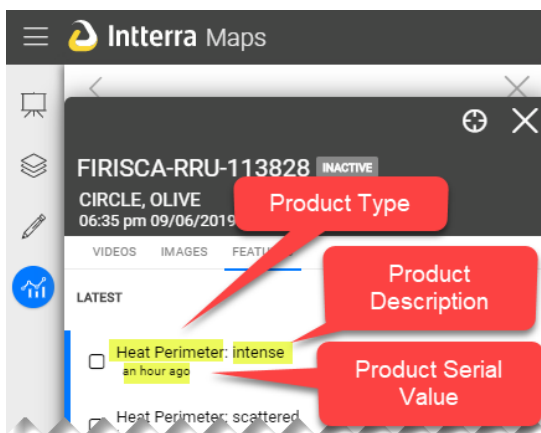 Intterra Maps
FIRISCA-RRU-113828 INACTIVE
CIRCLE, OLIVE
06:35 pm 09/06/2019
Product Type
VIDEOS IMAGES
Product
Description
LATEST
Heat Perimeter: intense
an hour ago
Product Serial
Value
Heat Perimeter: scattered